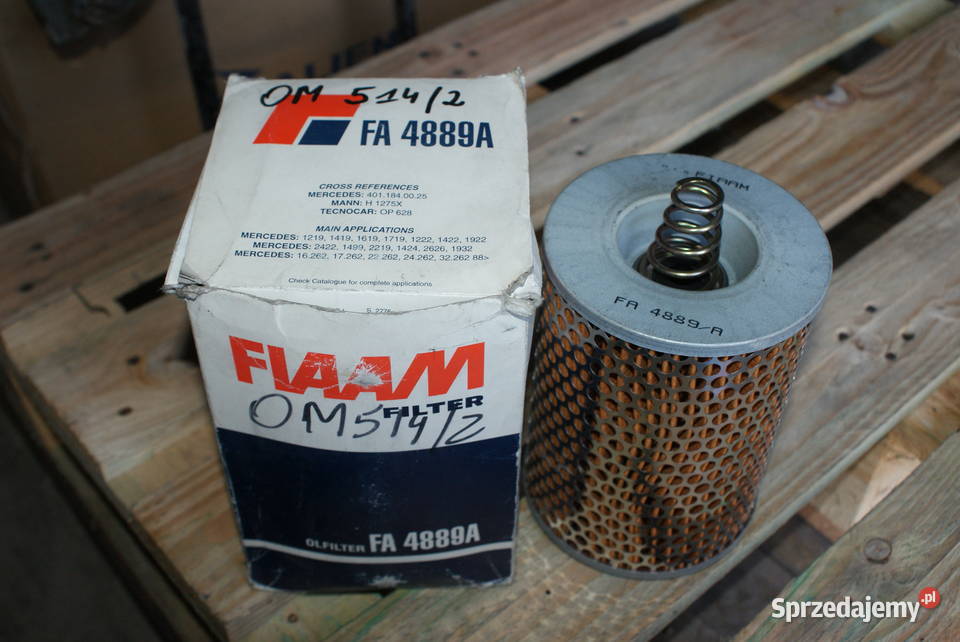 OM 514/2
FA 4889A
CROSS REFERENCES
MERCEDES: 401.184.00.25
MANN: H 1275X
TECNOCAR: OP 628
MAIN APPLICATIONS
MERCEDES: 1219, 1419, 1619, 1719, 1222, 1422, 1922
MERCEDES: 2422, 1499, 2219, 1424, 2626, 1932
MERCEDES: 16.262, 17.262, 22.262, 24.262, 32.262 88>
Check Catalogue for complete applications
FIAAM
FILTER
OM514/2
OLFILTER FA 4889A
FIAAM
FA 4889/A
Sprzedajemy.pl